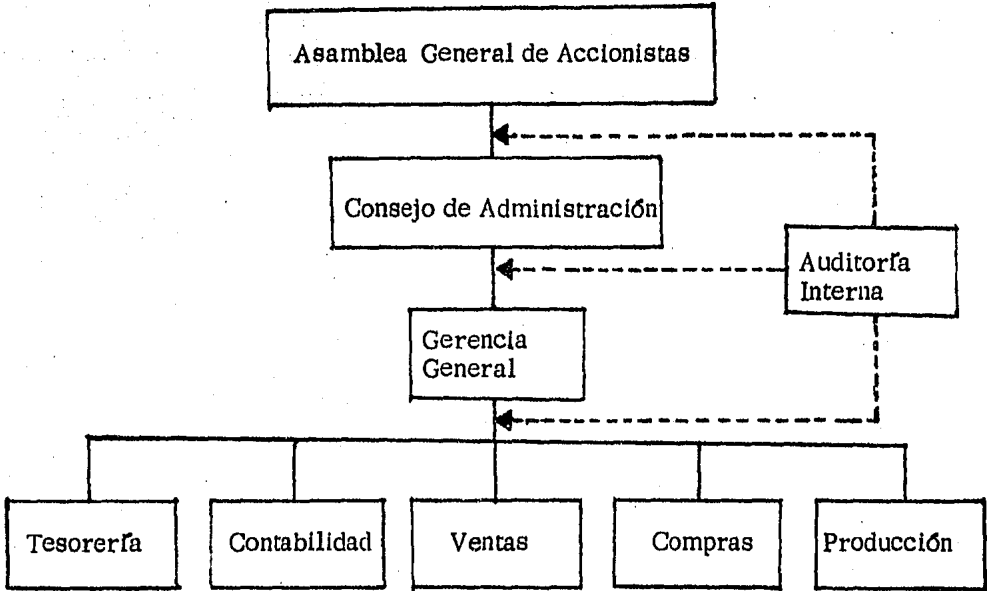 Asamblea General de Accionistas
Consejo de Administración
Auditoría
Interna
Gerencia
General
Tesorería
Contabilidad
Ventas
Compras
Producción